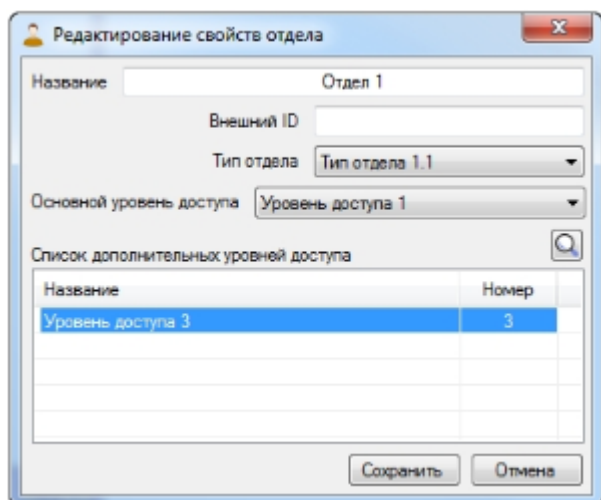 Редактирование свойств отдела
Название Отдел 1
Внешний ID
Тип отдела Тип отдела 1.1
Основной уровень доступа Уровень доступа 1
Список дополнительных уровней доступа
Название Номер
Уровень доступа 3 3
Сохранить Отмена